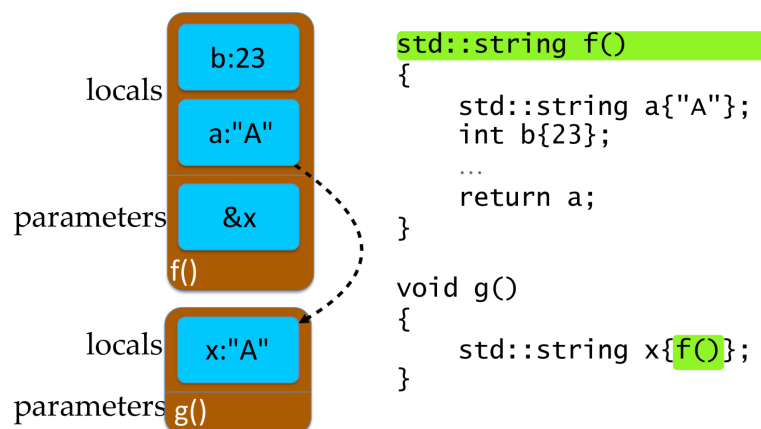 locals
b:23
a:"A"
parameters
&x
f()
locals
x:"A"
parameters
g()
std::string f()
{
    std::string a{"A"};
    int b{23};
    …
    return a;
}
void g()
{
    std::string x{f()};
}